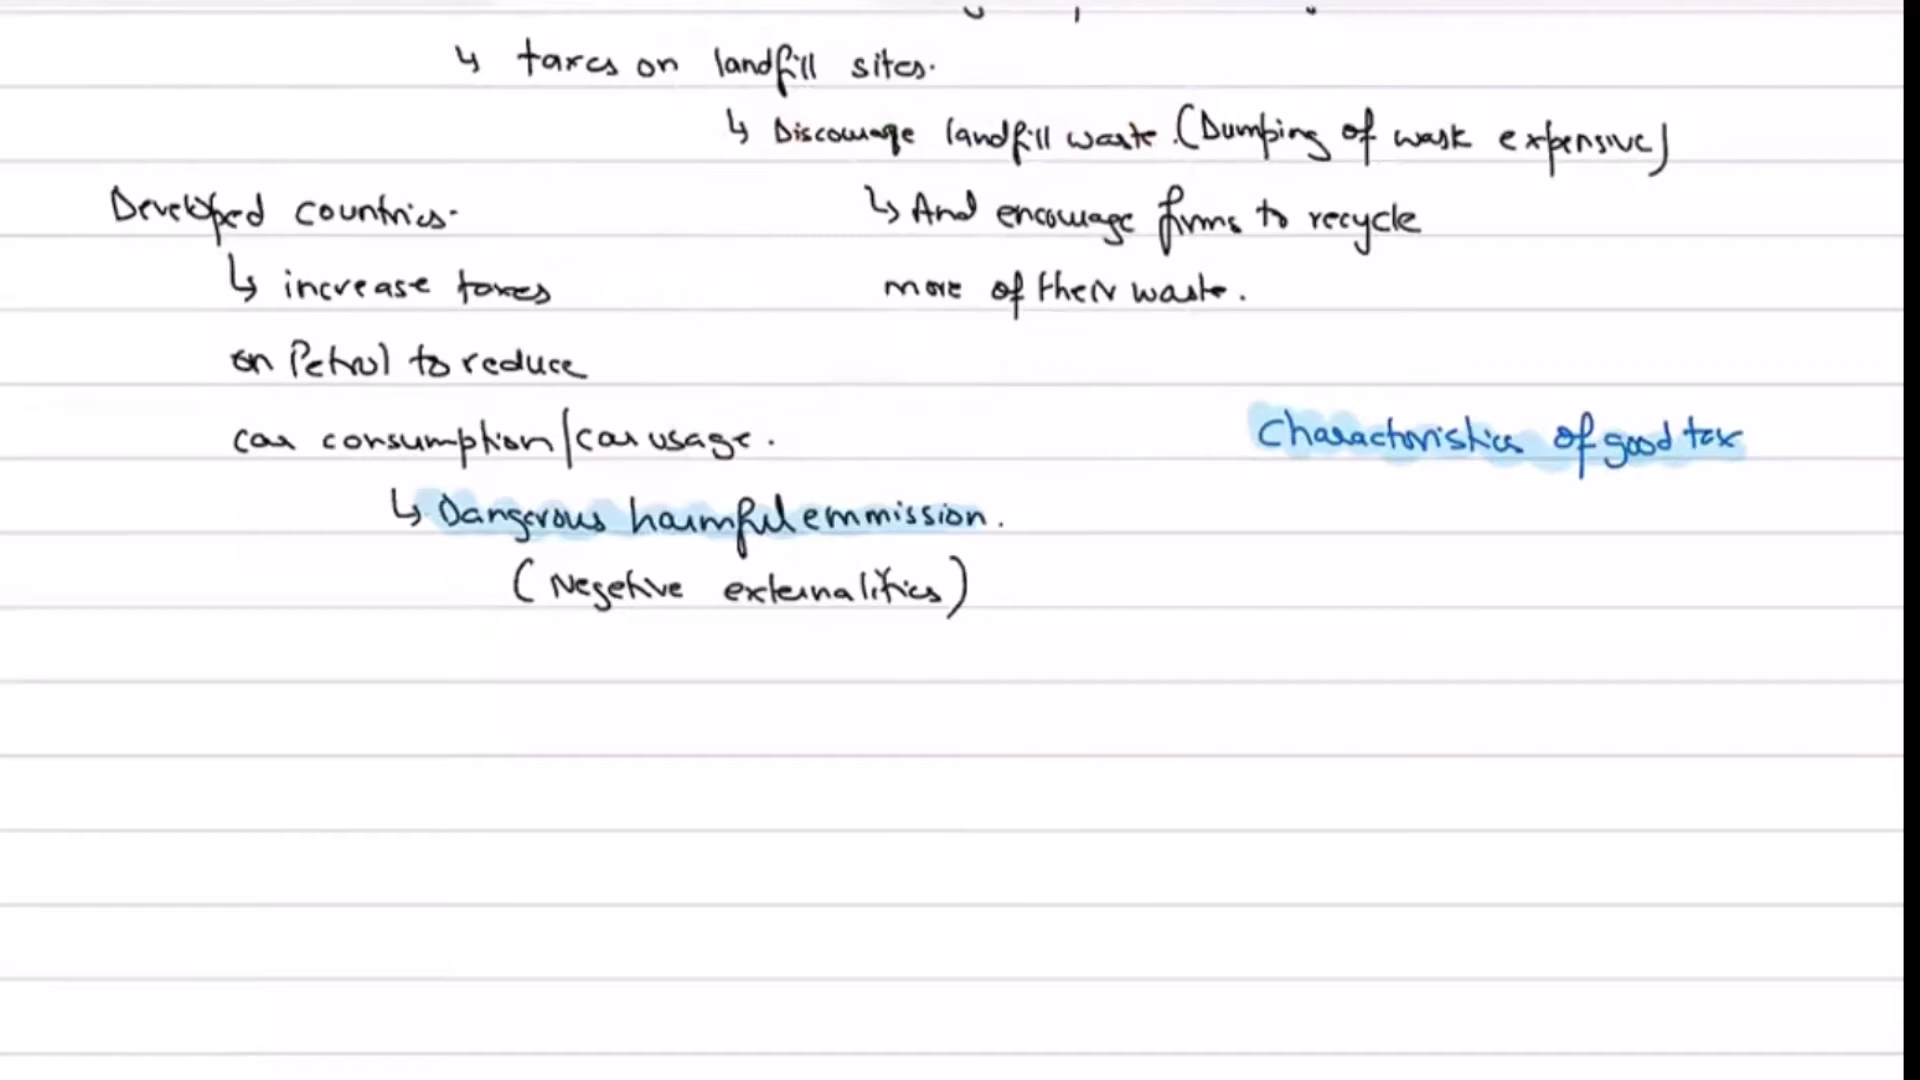 ↳ taxes on landfill sites.
↳ Discourage landfill waste. (Dumping of waste expensive)
Developed countries.
↳ And encourage firms to recycle
↳ increase taxes
more of their waste.
on Petrol to reduce
car consumption/car usage.
Characteristics of good tax
↳ Dangerous harmful emmission.
(Negetive externalities)